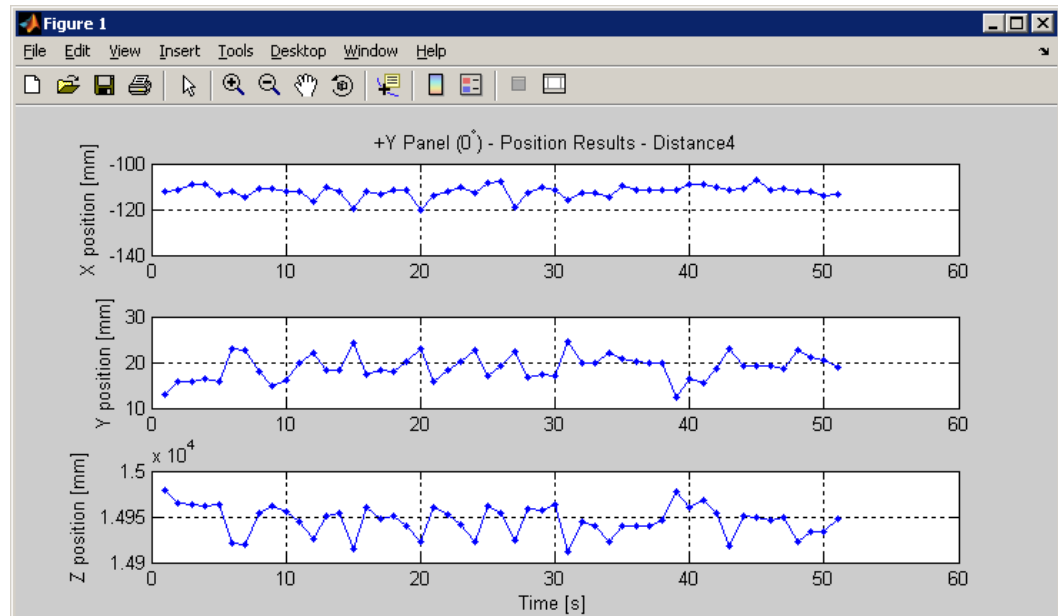 Figure 1
File Edit View Insert Tools Desktop Window Help
+Y Panel (0°) - Position Results - Distance4
X position [mm]
-100
-120
-140
0 10 20 30 40 50 60
Y position [mm]
30
20
10
0 10 20 30 40 50 60
Z position [mm]
x 10^4
1.5
1.495
1.49
0 10 20 30 40 50 60
Time [s]